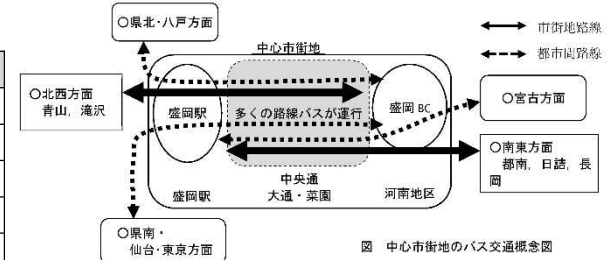 ○県北・八戸方面
中心市街地
市街地路線
都市間路線
○北西方面
青山，滝沢
盛岡駅
多くの路線バスが運行
盛岡 BC
○宮古方面
○南東方面
都南，日詰，長
岡
盛岡駅
中央通
大通・菜園
河南地区
○県南・
仙台・東京方面
図 中心市街地のバス交通概念図